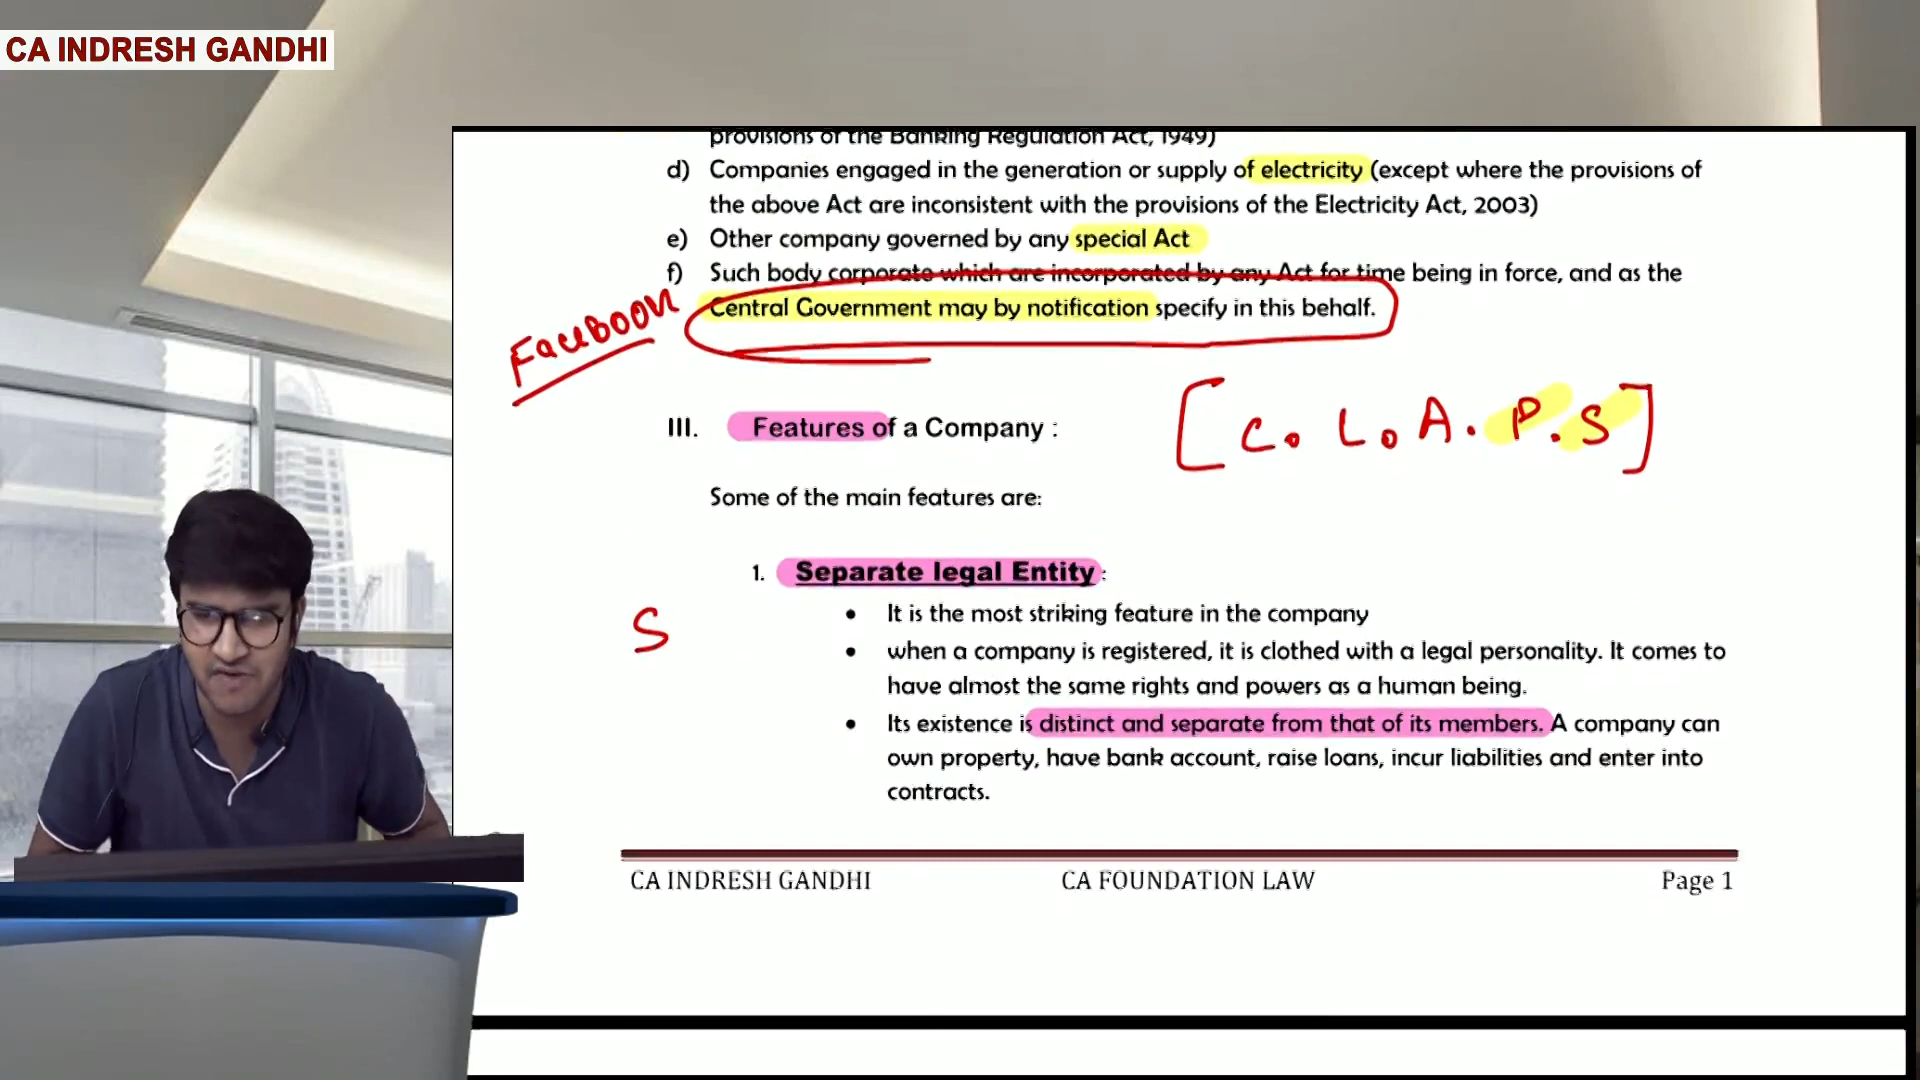 CA INDRESH GANDHI
provisions of the Banking Regulation Act, 1949)
d) Companies engaged in the generation or supply of electricity (except where the provisions of
the above Act are inconsistent with the provisions of the Electricity Act, 2003)
e) Other company governed by any special Act
f) Such body corporate which are incorporated by any Act for time being in force, and as the
Central Government may by notification specify in this behalf.
III. Features of a Company :
[C. L. A. P. S]
Some of the main features are:
1. Separate legal Entity :
• It is the most striking feature in the company
S
• when a company is registered, it is clothed with a legal personality. It comes to
have almost the same rights and powers as a human being.
• Its existence is distinct and separate from that of its members. A company can
own property, have bank account, raise loans, incur liabilities and enter into
contracts.
CA INDRESH GANDHI CA FOUNDATION LAW Page 1